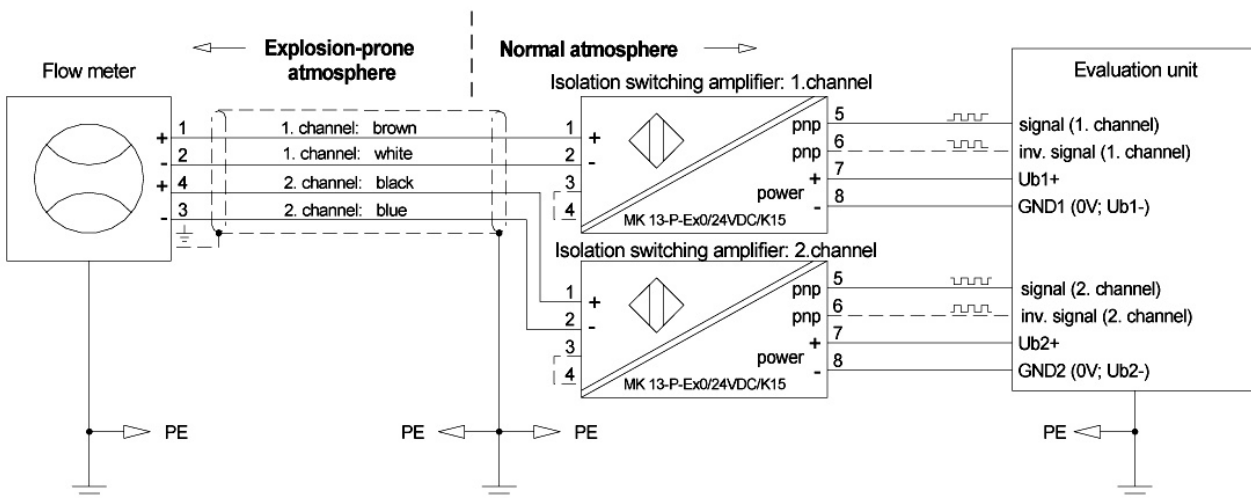 Explosion-prone
atmosphere
Normal atmosphere
Flow meter
1. channel: brown
1. channel: white
2. channel: black
2. channel: blue
+ 1
- 2
+ 4
- 3
Isolation switching amplifier: 1.channel
1 +
2 -
3
4
pnp 5
pnp 6
+ 7
power
- 8
MK 13-P-Ex0/24VDC/K15
Isolation switching amplifier: 2.channel
1 +
2 -
3
4
pnp 5
pnp 6
+ 7
power
- 8
MK 13-P-Ex0/24VDC/K15
Evaluation unit
signal (1. channel)
inv. signal (1. channel)
Ub1+
GND1 (0V; Ub1-)
signal (2. channel)
inv. signal (2. channel)
Ub2+
GND2 (0V; Ub2-)
PE
PE
PE
PE